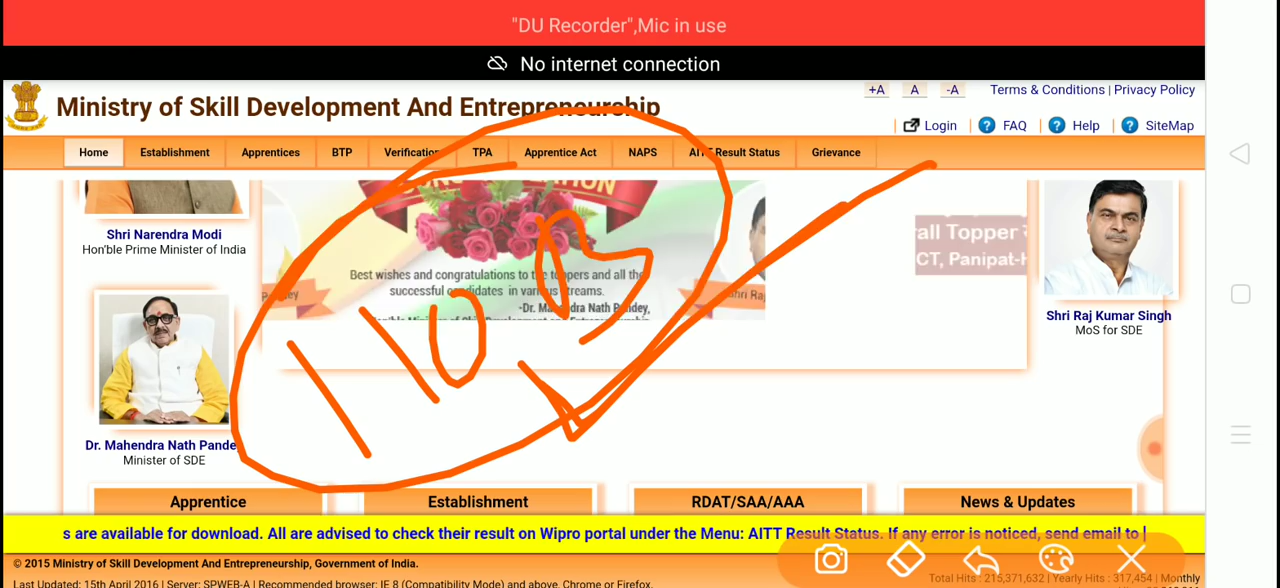 "DU Recorder",Mic in use
No internet connection
Ministry of Skill Development And Entrepreneurship
+A A -A Terms & Conditions | Privacy Policy
Login | FAQ | Help | SiteMap
Home Establishment Apprentices BTP Verification TPA Apprentice Act NAPS AITT Result Status Grievance
Shri Narendra Modi
Hon'ble Prime Minister of India
Best wishes and congratulations to the toppers and all the
successful candidates in various streams.
-Dr. Mahendra Nath Pandey,
Shri Raj
rall Topper
CT, Panipat-H
Shri Raj Kumar Singh
MoS for SDE
Dr. Mahendra Nath Pande
Minister of SDE
Apprentice Establishment RDAT/SAA/AAA News & Updates
s are available for download. All are advised to check their result on Wipro portal under the Menu: AITT Result Status. If any error is noticed, send email to |
© 2015 Ministry of Skill Development And Entrepreneurship, Government of India.
Last Updated: 15th April 2016 | Server: SPWEB-A | Recommended browser: IE 8 (Compatibility Mode) and above, Chrome or Firefox.
Total Hits : 215,371,632 | Yearly Hits : 317,454 | Monthly